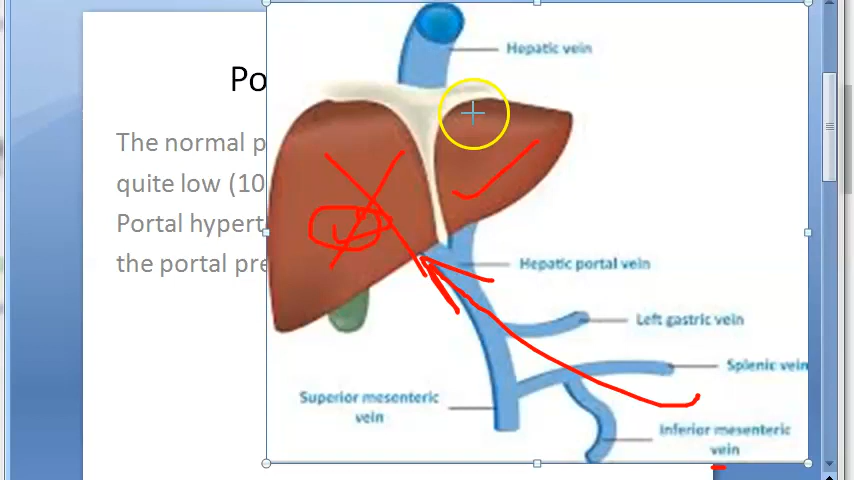 Po
The normal p
quite low (10
Portal hypert
the portal pre
Hepatic vein
Hepatic portal vein
Left gastric vein
Splenic vein
Superior mesenteric
vein
Inferior mesenteric
vein